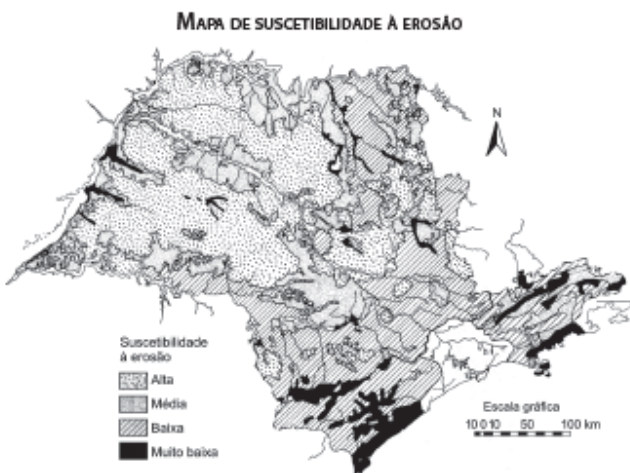 MAPA DE SUSCETIBILIDADE À EROSÃO
N
Suscetibilidade
à erosão
Alta
Média
Baixa
Muito baixa
Escala gráfica
10 0 10 50 100 km